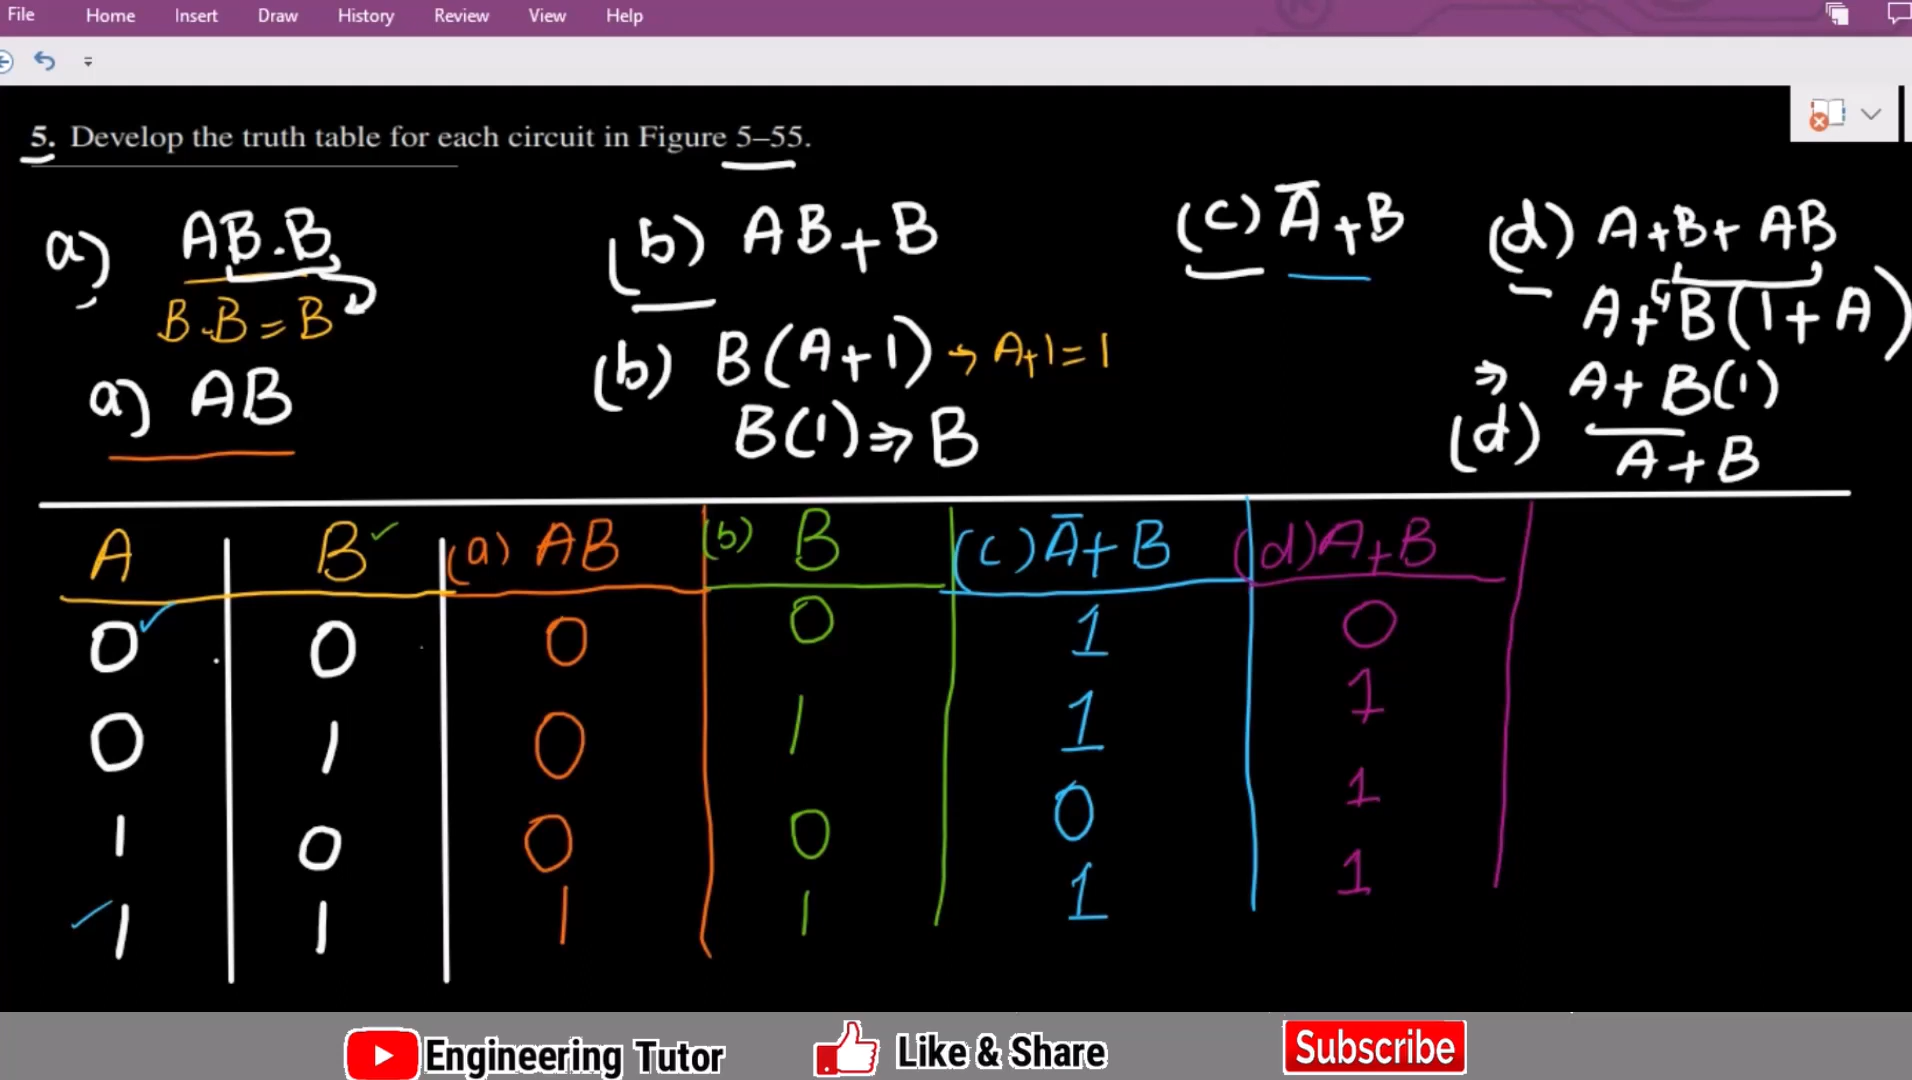 File Home Insert Draw History Review View Help
5. Develop the truth table for each circuit in Figure 5–55.
a) AB.B
B.B = B
a) AB
(b) AB + B
(b) B(A+1) → A+1 = 1
B(1) ⇒ B
(c) A̅ + B
(d) A + B + AB
A + B(1 + A)
⇒ A + B(1)
(d) A + B
A B (a) AB (b) B (c) A̅ + B (d) A + B
0 0 0 0 1 0
0 1 0 1 1 1
1 0 0 0 0 1
1 1 1 1 1 1
Engineering Tutor Like & Share Subscribe